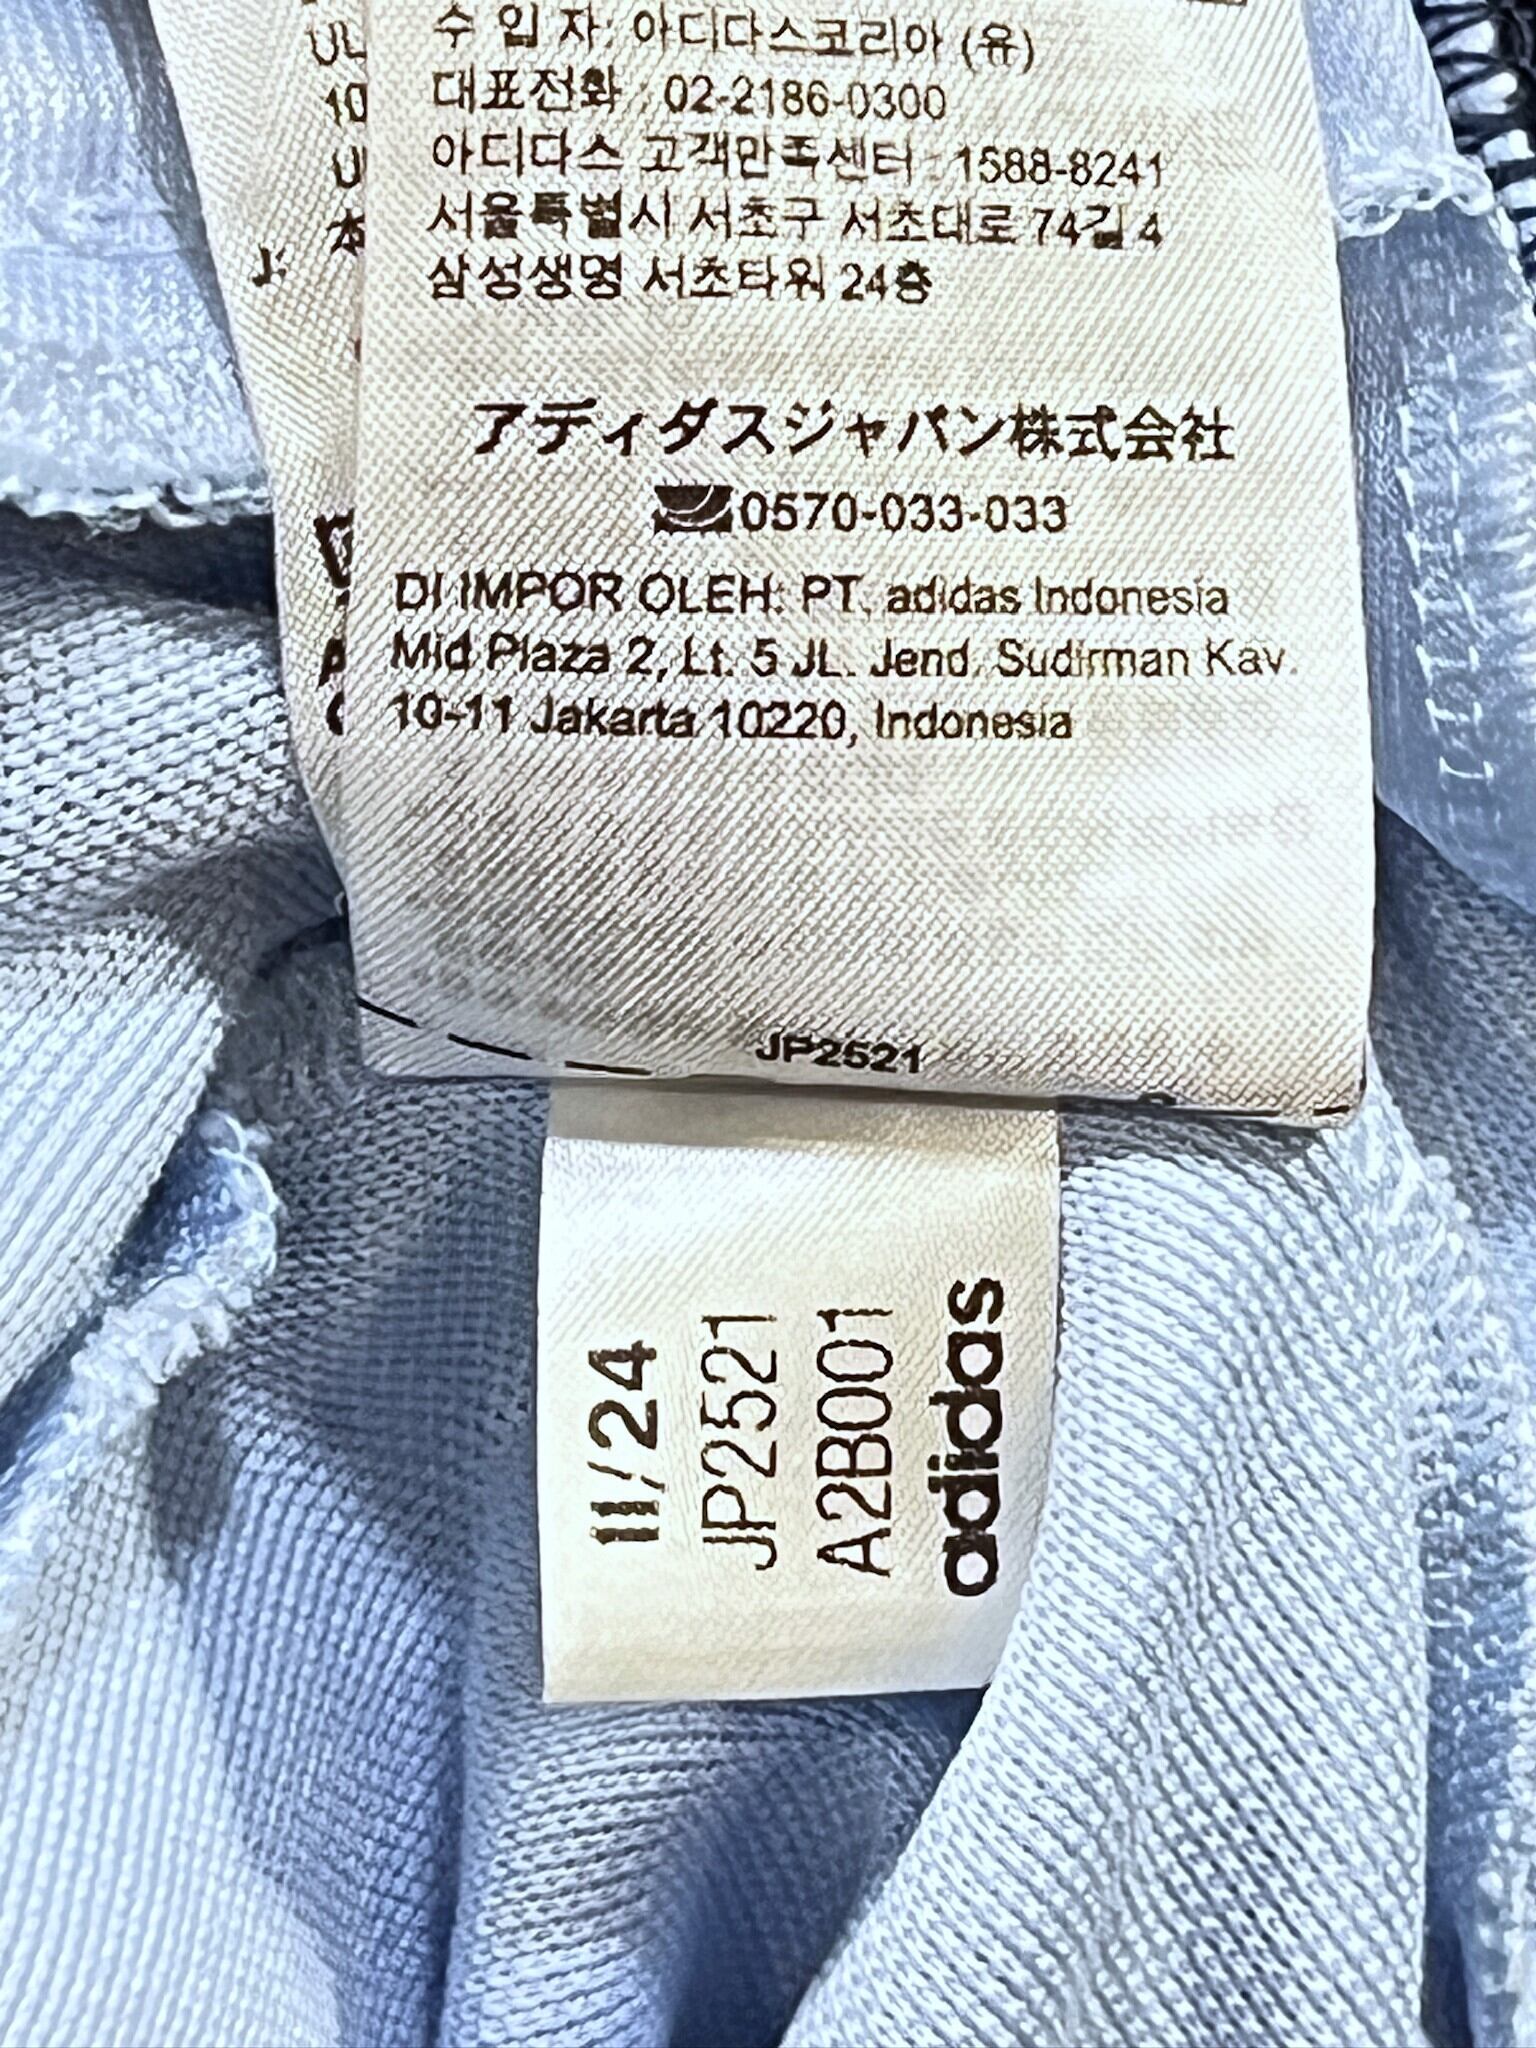 수 입 자: 아디다스코리아 (유)
대표전화 : 02-2186-0300
아디다스 고객만족센터 : 1588-8241
서울특별시 서초구 서초대로 74길 4
삼성생명 서초타워 24층
アディダスジャパン株式会社
0570-033-033
DI IMPOR OLEH: PT. adidas Indonesia
Mid Plaza 2, Lt. 5 JL. Jend. Sudirman Kav.
10-11 Jakarta 10220, Indonesia
JP2521
11/24
JP2521
A2B001
adidas